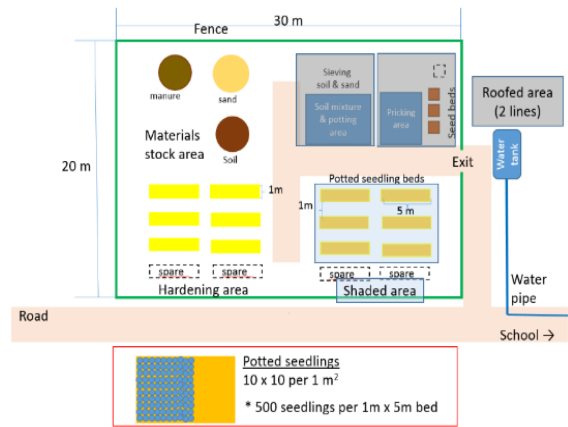 30 m
Fence
20 m
manure
sand
Soil
Materials
stock area
Sieving
soil & sand
Soil mixture
& potting
area
Pricking
area
Seed beds
Roofed area
(2 lines)
Water
tank
Exit
Potted seedling beds
1m
1m
5 m
spare
spare
spare
spare
Hardening area
Shaded area
Water
pipe
Road
School →
Potted seedlings
10 x 10 per 1 m²
* 500 seedlings per 1m x 5m bed